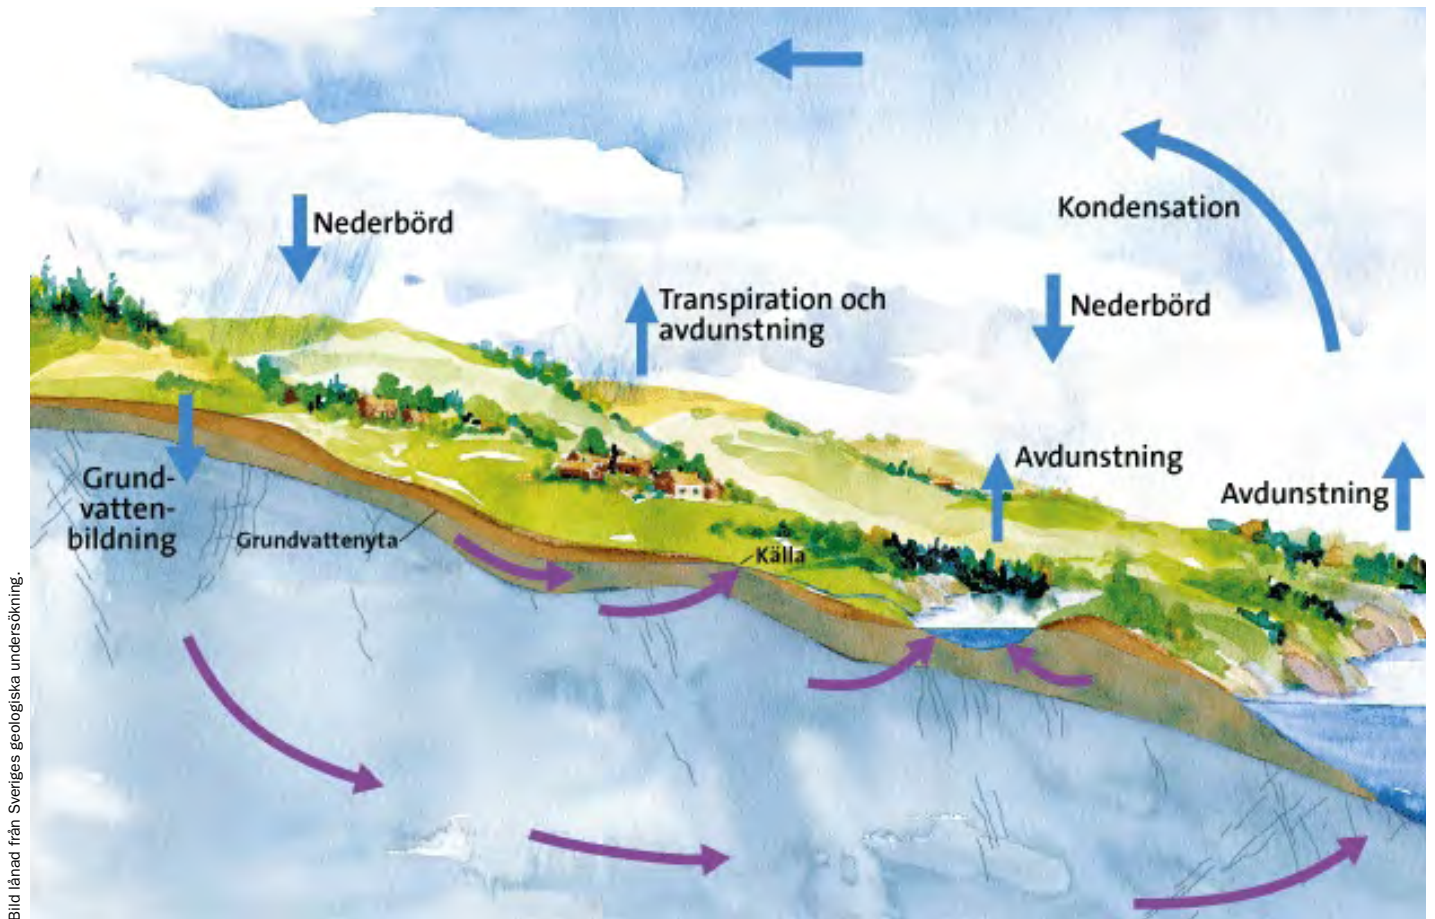 Nederbörd
Kondensation
Transpiration och
avdunstning
Nederbörd
Avdunstning
Avdunstning
Grund-
vatten-
bildning
Grundvattenyta
Källa
Bild lånad från Sveriges geologiska undersökning.